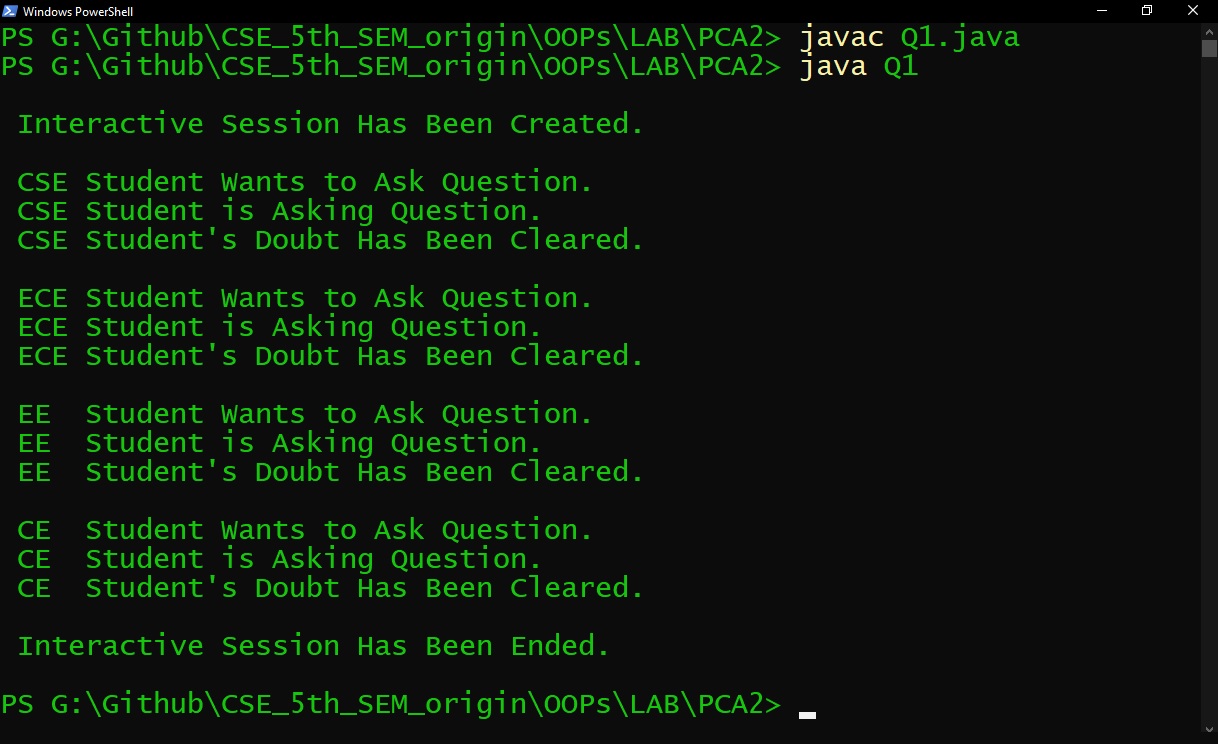 Windows PowerShell
PS G:\Github\CSE_5th_SEM_origin\OOPs\LAB\PCA2> javac Q1.java
PS G:\Github\CSE_5th_SEM_origin\OOPs\LAB\PCA2> java Q1
Interactive Session Has Been Created.
CSE Student Wants to Ask Question.
CSE Student is Asking Question.
CSE Student's Doubt Has Been Cleared.
ECE Student Wants to Ask Question.
ECE Student is Asking Question.
ECE Student's Doubt Has Been Cleared.
EE  Student Wants to Ask Question.
EE  Student is Asking Question.
EE  Student's Doubt Has Been Cleared.
CE  Student Wants to Ask Question.
CE  Student is Asking Question.
CE  Student's Doubt Has Been Cleared.
Interactive Session Has Been Ended.
PS G:\Github\CSE_5th_SEM_origin\OOPs\LAB\PCA2>